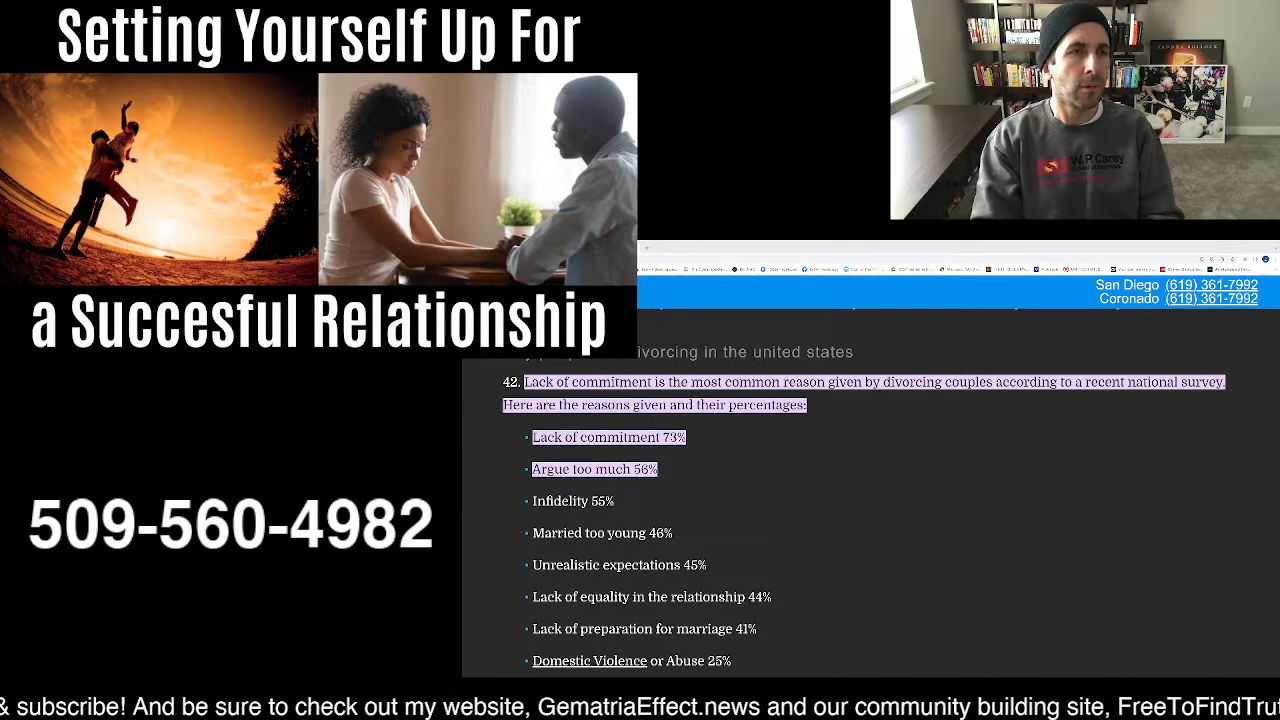 Setting Yourself Up For
a Succesful Relationship
SANDRA BULLOCK
W. P. Carey
San Diego (619) 361-7992
Coronado (619) 361-7992
ivorcing in the united states
42. Lack of commitment is the most common reason given by divorcing couples according to a recent national survey.
Here are the reasons given and their percentages:
• Lack of commitment 73%
• Argue too much 56%
• Infidelity 55%
• Married too young 46%
• Unrealistic expectations 45%
• Lack of equality in the relationship 44%
• Lack of preparation for marriage 41%
• Domestic Violence or Abuse 25%
509-560-4982
& subscribe! And be sure to check out my website, GematriaEffect.news and our community building site, FreeToFindTru